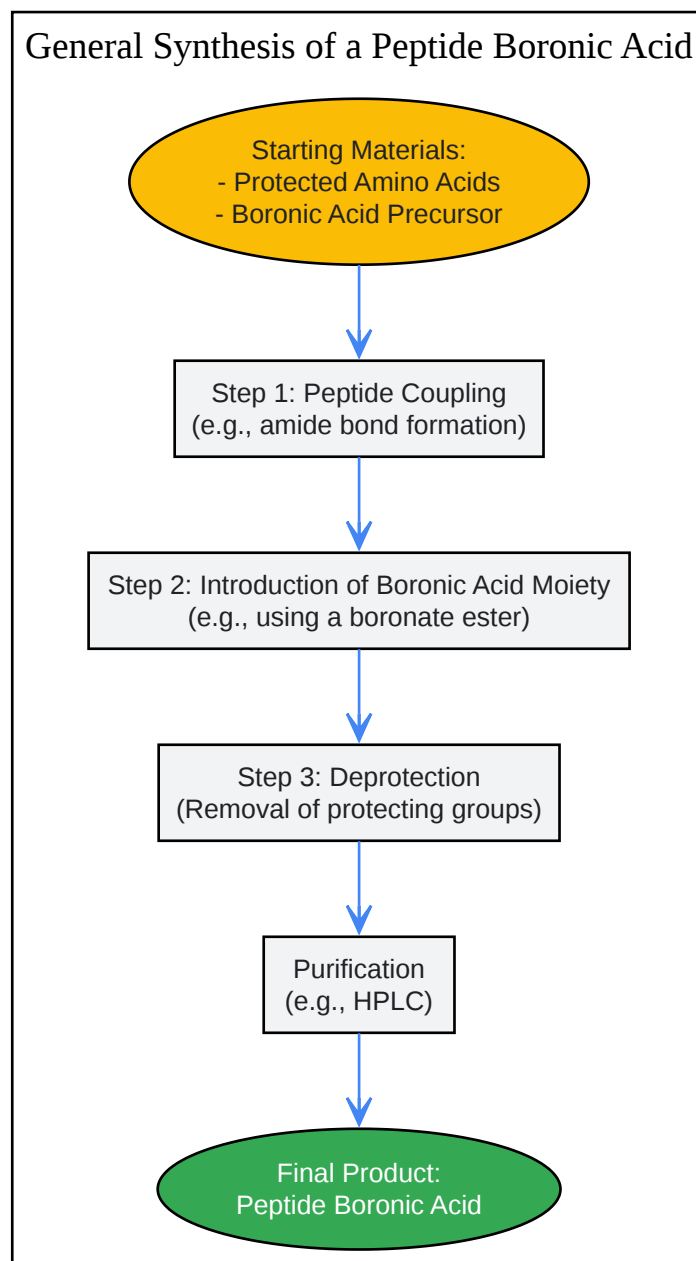 General Synthesis of a Peptide Boronic Acid
Starting Materials:
- Protected Amino Acids
- Boronic Acid Precursor
Step 1: Peptide Coupling
(e.g., amide bond formation)
Step 2: Introduction of Boronic Acid Moiety
(e.g., using a boronate ester)
Step 3: Deprotection
(Removal of protecting groups)
Purification
(e.g., HPLC)
Final Product:
Peptide Boronic Acid